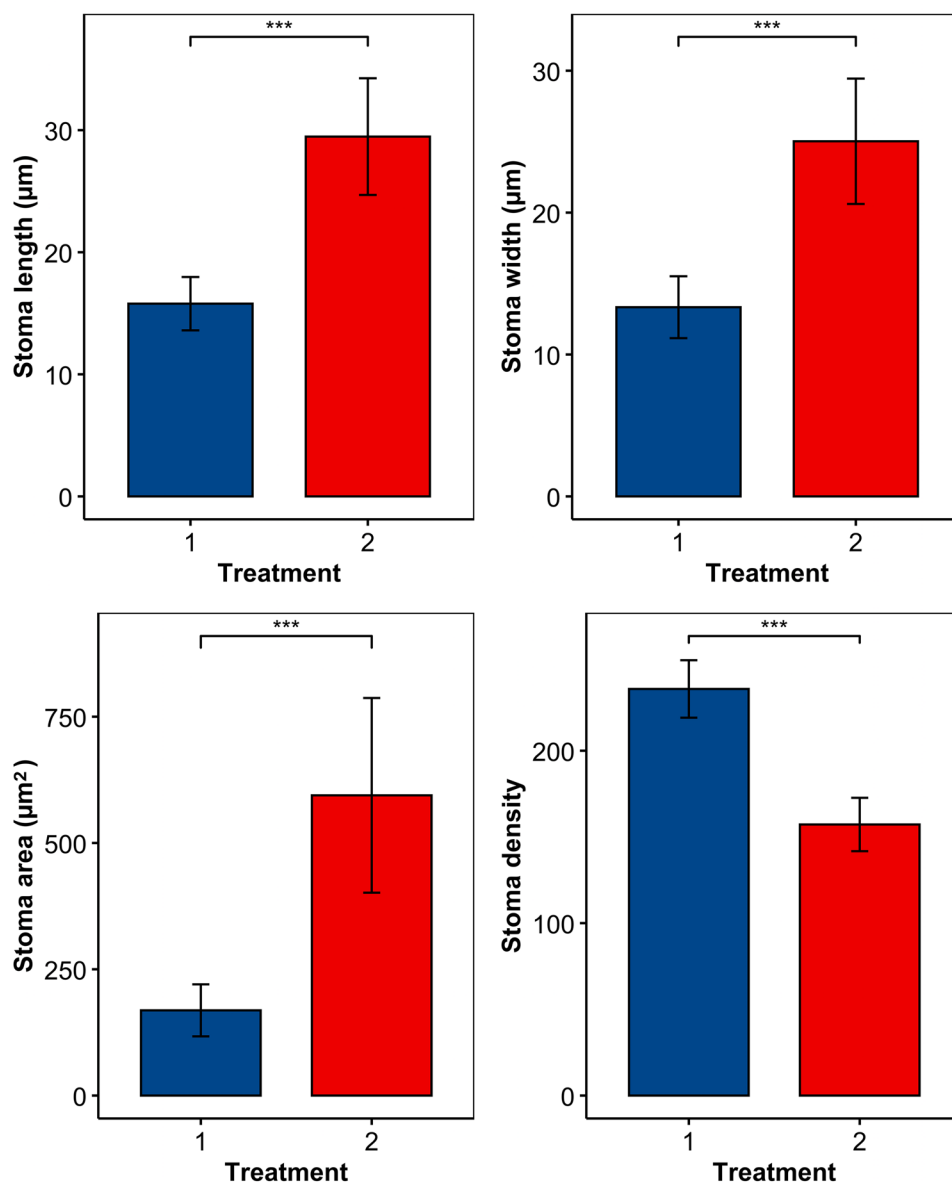 ***
Stoma length (µm)
30
20
10
0
1 2
Treatment
***
Stoma width (µm)
30
20
10
0
1 2
Treatment
***
Stoma area (µm²)
750
500
250
0
1 2
Treatment
***
Stoma density
200
100
0
1 2
Treatment